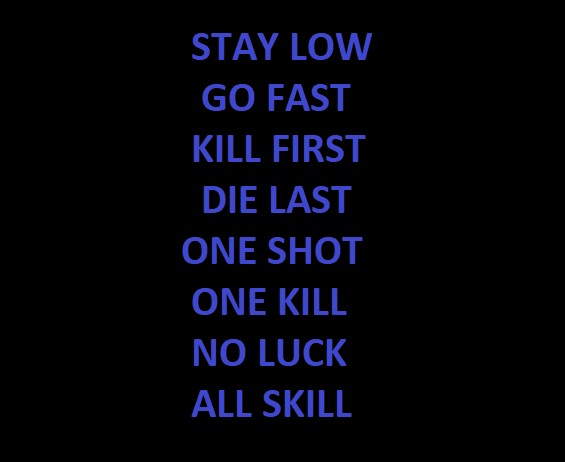 STAY LOW
GO FAST
KILL FIRST
DIE LAST
ONE SHOT
ONE KILL
NO LUCK
ALL SKILL